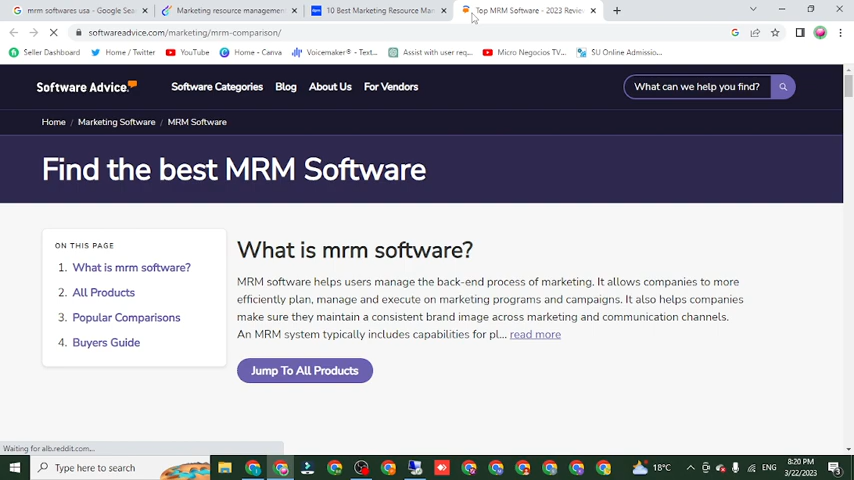 mrm softwares usa - Google Sea
Marketing resource management
10 Best Marketing Resource Ma
Top MRM Software - 2023 Review
softwareadvice.com/marketing/mrm-comparison/
Seller Dashboard
Home / Twitter
YouTube
Home - Canva
Voicemaker® - Text...
Assist with user req...
Micro Negocios TV...
SU Online Admissio...
Software Advice.
Software Categories
Blog
About Us
For Vendors
What can we help you find?
Home / Marketing Software / MRM Software
Find the best MRM Software
ON THIS PAGE
1. What is mrm software?
2. All Products
3. Popular Comparisons
4. Buyers Guide
What is mrm software?
MRM software helps users manage the back-end process of marketing. It allows companies to more
efficiently plan, manage and execute on marketing programs and campaigns. It also helps companies
make sure they maintain a consistent brand image across marketing and communication channels.
An MRM system typically includes capabilities for pl... read more
Jump To All Products
Waiting for alb.reddit.com...
Type here to search
18°C
ENG
8:20 PM
3/22/2023
3